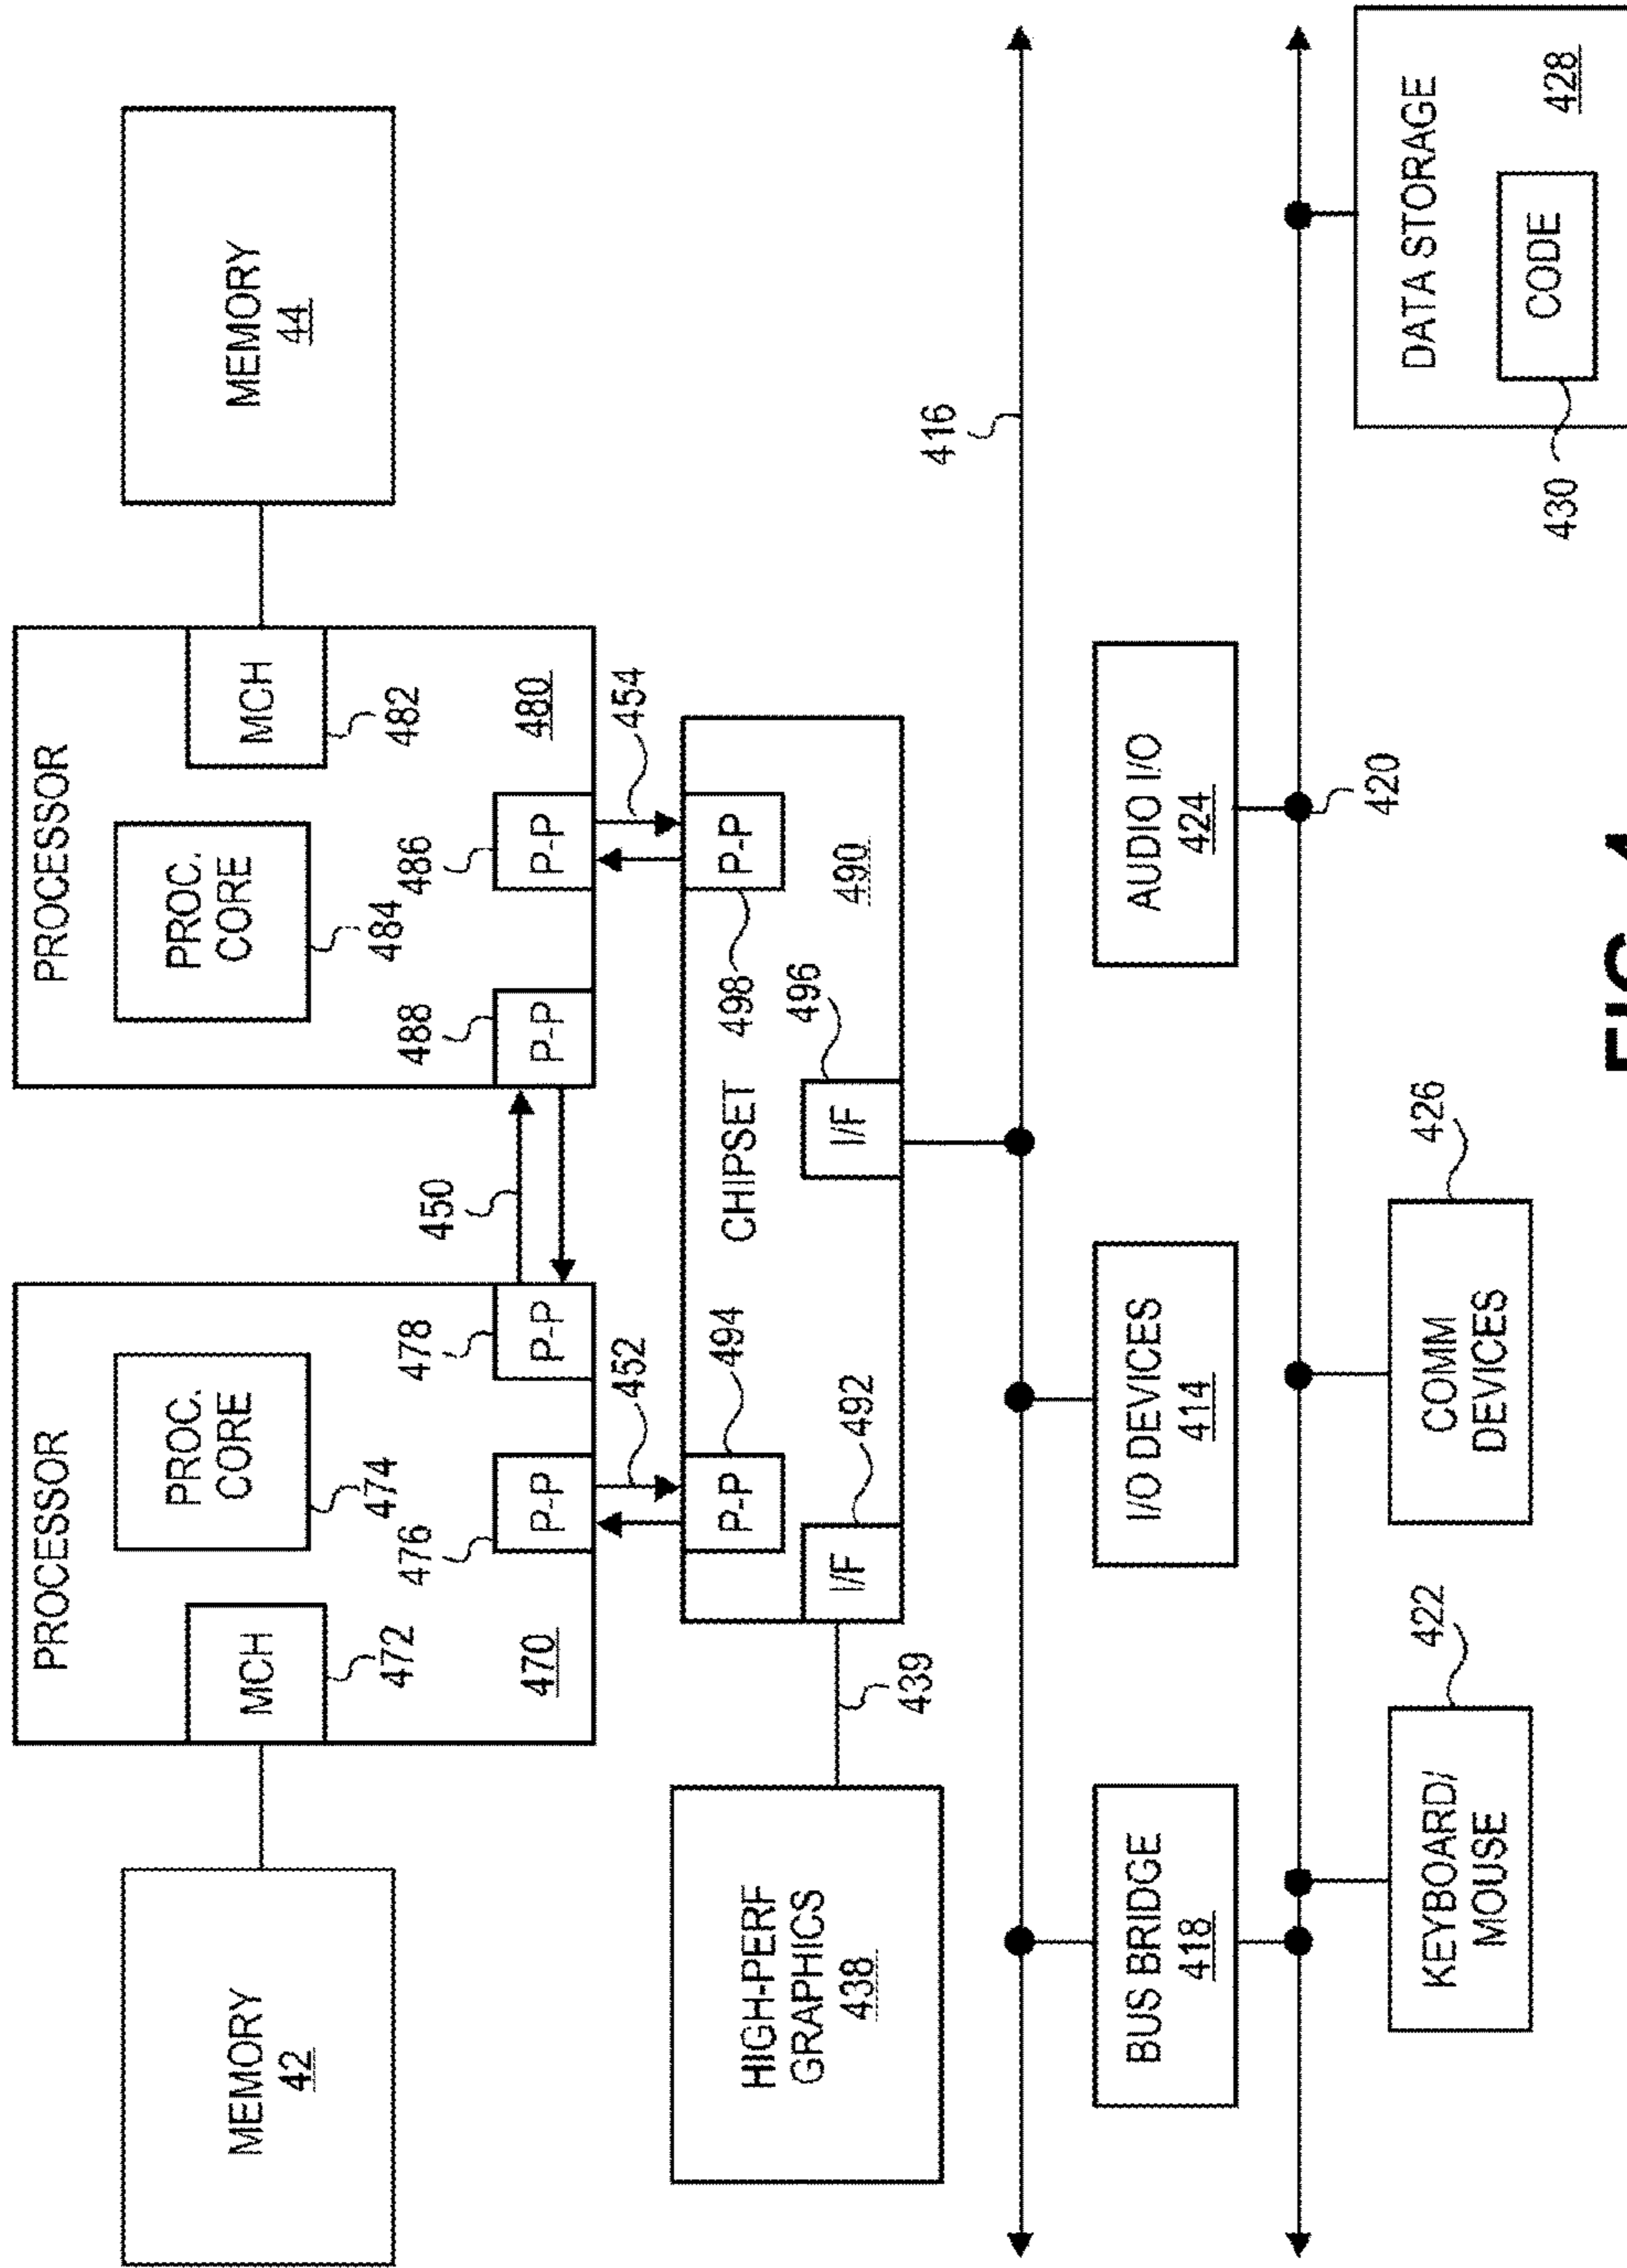 PROCESSOR
PROCESSOR
MEMORY
42
MCH
472
PROC.
CORE
474
470
476
P-P
478
P-P
450
488
P-P
PROC.
CORE
484
486
P-P
MCH
482
480
MEMORY
44
452
454
HIGH-PERF
GRAPHICS
438
439
P-P
494
I/F
492
CHIPSET
I/F
496
498
P-P
490
416
BUS BRIDGE
418
I/O DEVICES
414
AUDIO I/O
424
420
KEYBOARD/
MOUSE
422
COMM
DEVICES
426
DATA STORAGE
428
CODE
430